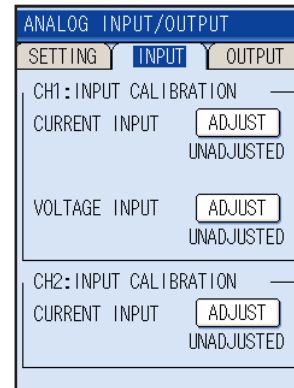 ANALOG INPUT/OUTPUT
SETTING INPUT OUTPUT
CH1:INPUT CALIBRATION
CURRENT INPUT ADJUST
UNADJUSTED
VOLTAGE INPUT ADJUST
UNADJUSTED
CH2:INPUT CALIBRATION
CURRENT INPUT ADJUST
UNADJUSTED